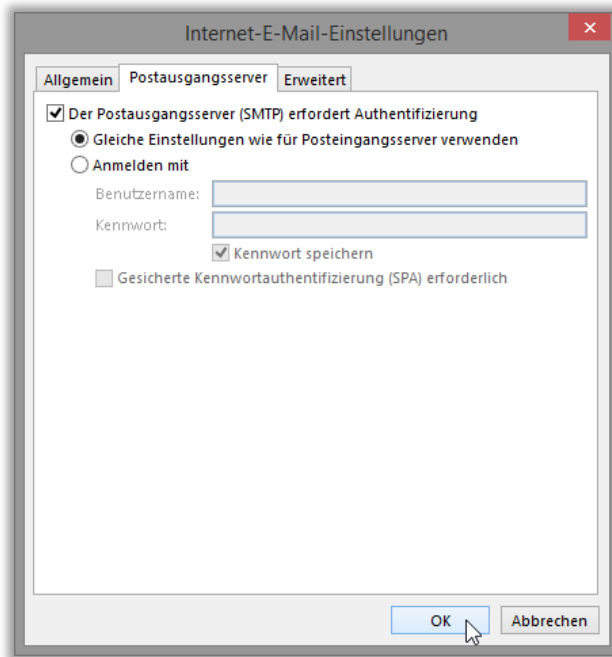 Internet-E-Mail-Einstellungen
Allgemein Postausgangsserver Erweitert
Der Postausgangsserver (SMTP) erfordert Authentifizierung
Gleiche Einstellungen wie für Posteingangsserver verwenden
Anmelden mit
Benutzername:
Kennwort:
Kennwort speichern
Gesicherte Kennwortauthentifizierung (SPA) erforderlich
OK Abbrechen